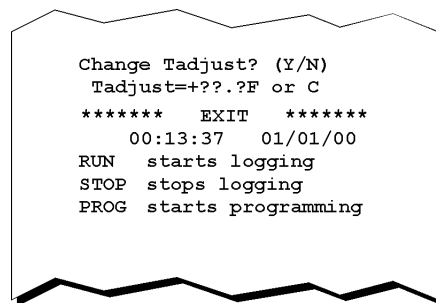 Change Tadjust? (Y/N)
Tadjust=+??.?F or C
******* EXIT *******
00:13:37 01/01/00
RUN starts logging
STOP stops logging
PROG starts programming